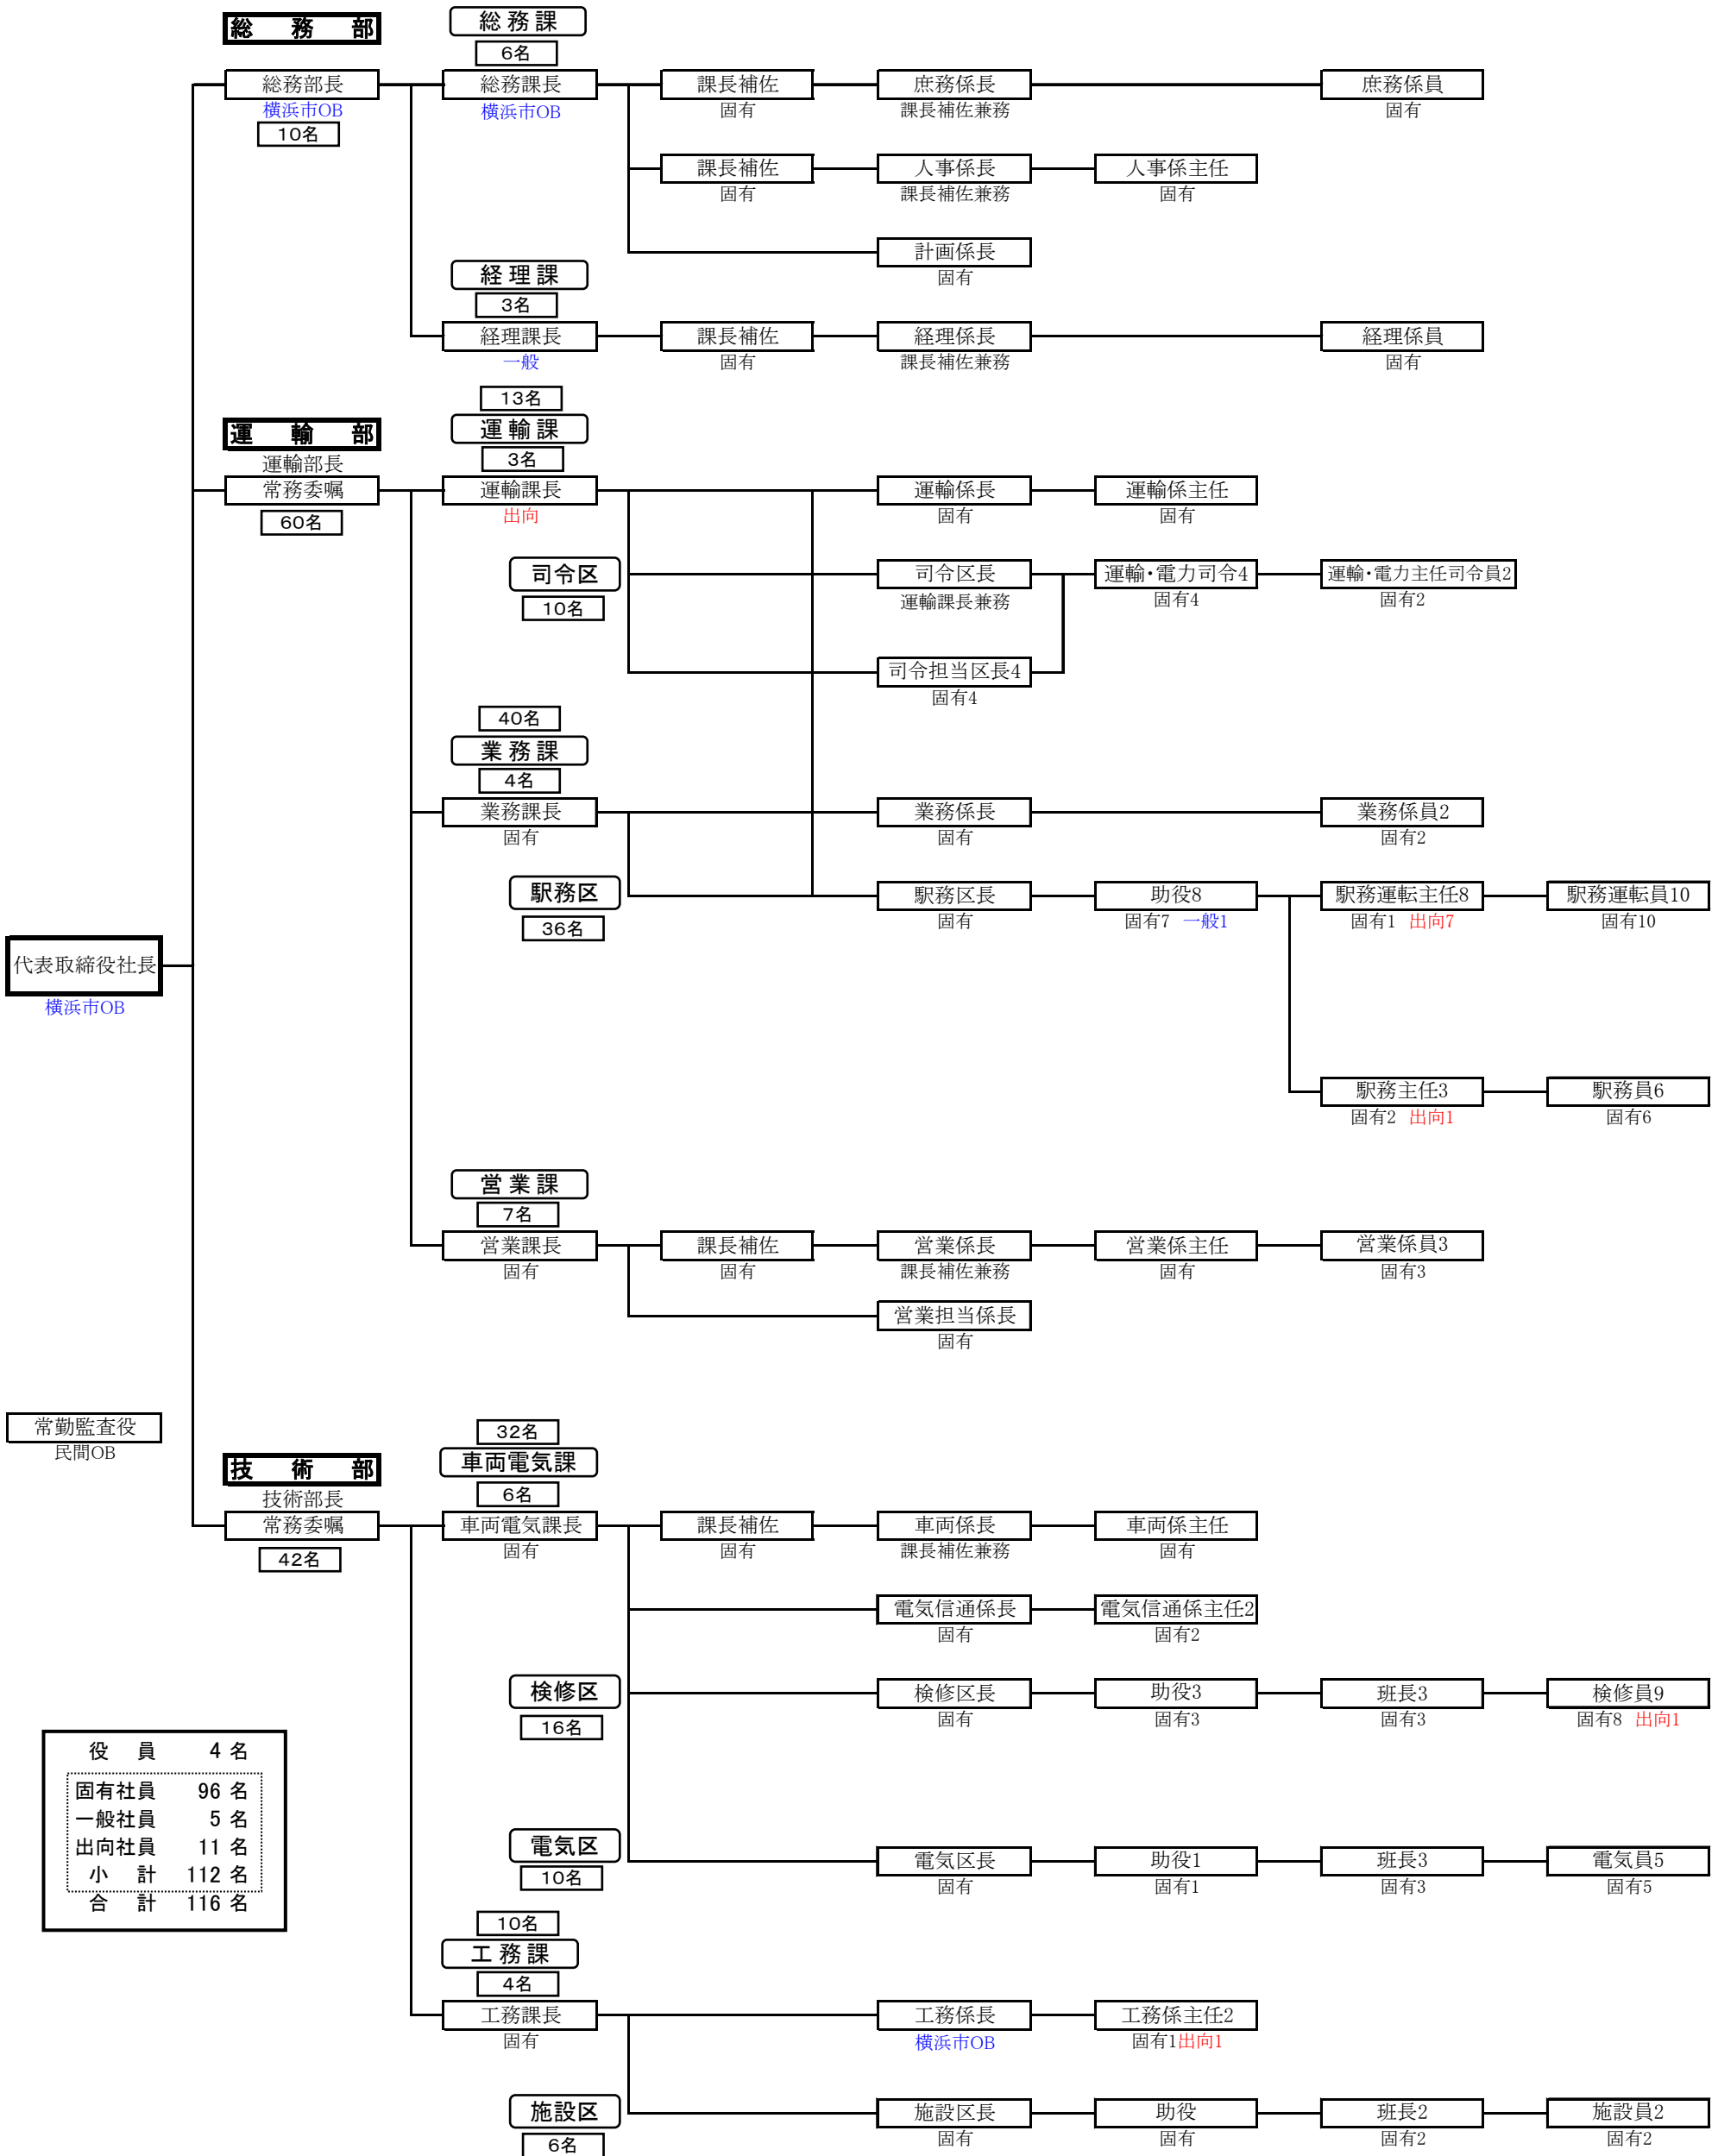 総務部
総務課
6名
総務部長
総務課長
課長補佐
庶務係長
庶務係員
横浜市OB
横浜市OB
固有
課長補佐兼務
固有
10名
課長補佐
人事係長
人事係主任
固有
課長補佐兼務
固有
計画係長
固有
経理課
3名
経理課長
課長補佐
経理係長
経理係員
一般
固有
課長補佐兼務
固有
13名
運輸部
運輸課
運輸部長
3名
常務委嘱
運輸課長
運輸係長
運輸係主任
出向
固有
固有
60名
司令区
司令区長
運輸・電力司令4
運輸・電力主任司令員2
10名
運輸課長兼務
固有4
固有2
司令担当区長4
固有4
40名
業務課
4名
業務課長
業務係長
業務係員2
固有
固有
固有2
駅務区
駅務区長
助役8
駅務運転主任8
駅務運転員10
36名
固有
固有7 一般1
固有1 出向7
固有10
代表取締役社長
横浜市OB
駅務主任3
駅務員6
固有2 出向1
固有6
営業課
7名
営業課長
課長補佐
営業係長
営業係主任
営業係員3
固有
固有
課長補佐兼務
固有
固有3
営業担当係長
固有
常勤監査役
民間OB
32名
技術部
車両電気課
技術部長
6名
常務委嘱
車両電気課長
課長補佐
車両係長
車両係主任
42名
固有
固有
課長補佐兼務
固有
電気信通係長
電気信通係主任2
固有
固有2
検修区
検修区長
助役3
班長3
検修員9
16名
固有
固有3
固有3
固有8 出向1
役員 4 名
固有社員 96 名
一般社員 5 名
出向社員 11 名
小計 112 名
合計 116 名
電気区
電気区長
助役1
班長3
電気員5
10名
固有
固有1
固有3
固有5
10名
工務課
4名
工務課長
工務係長
工務係主任2
固有
横浜市OB
固有1出向1
施設区
施設区長
助役
班長2
施設員2
6名
固有
固有
固有2
固有2